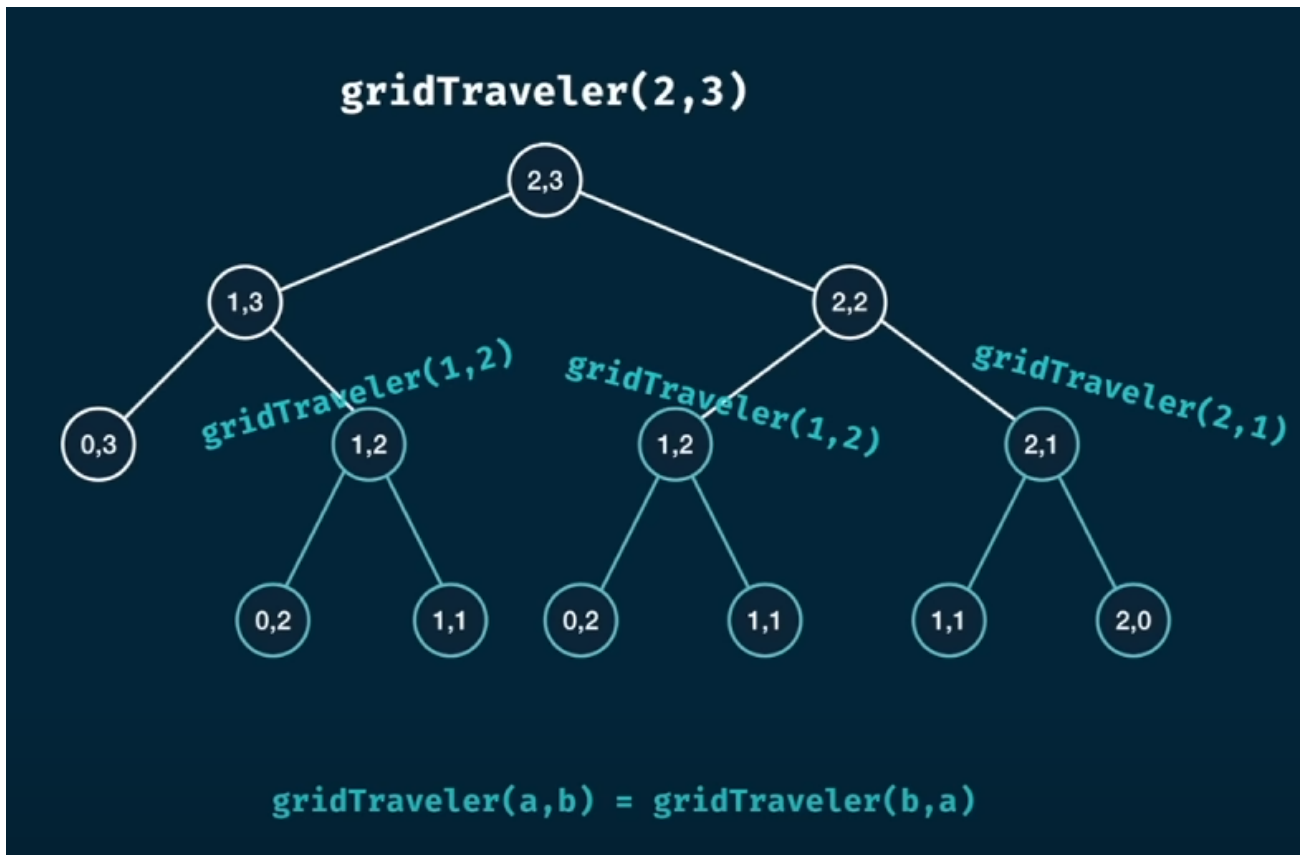 gridTraveler(2,3)
2,3
1,3
2,2
gridTraveler(1,2)
gridTraveler(1,2)
gridTraveler(2,1)
0,3
1,2
1,2
2,1
0,2
1,1
0,2
1,1
1,1
2,0
gridTraveler(a,b) = gridTraveler(b,a)